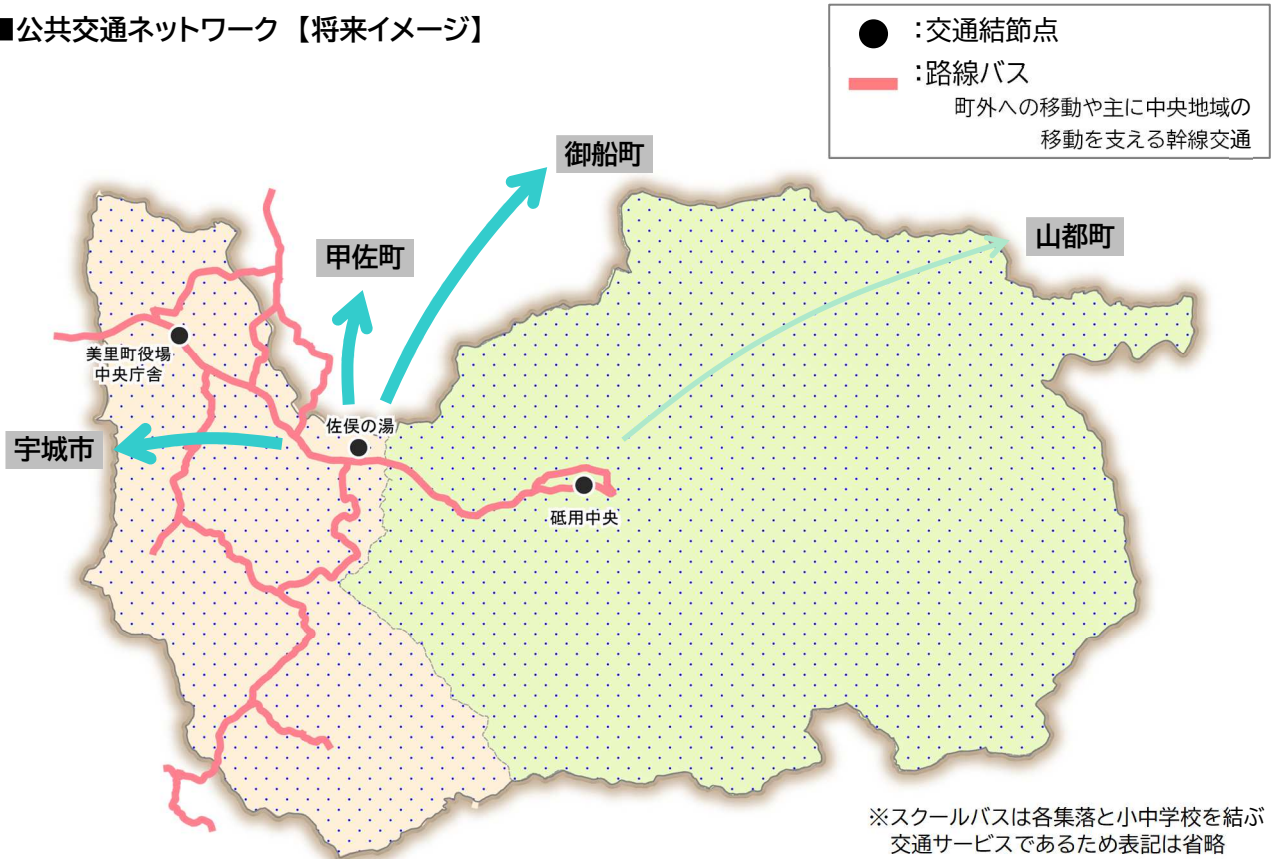 ■公共交通ネットワーク【将来イメージ】
：交通結節点
：路線バス
町外への移動や主に中央地域の
移動を支える幹線交通
御船町
甲佐町
山都町
美里町役場
中央庁舎
佐俣の湯
宇城市
砥用中央
※スクールバスは各集落と小中学校を結ぶ
交通サービスであるため表記は省略